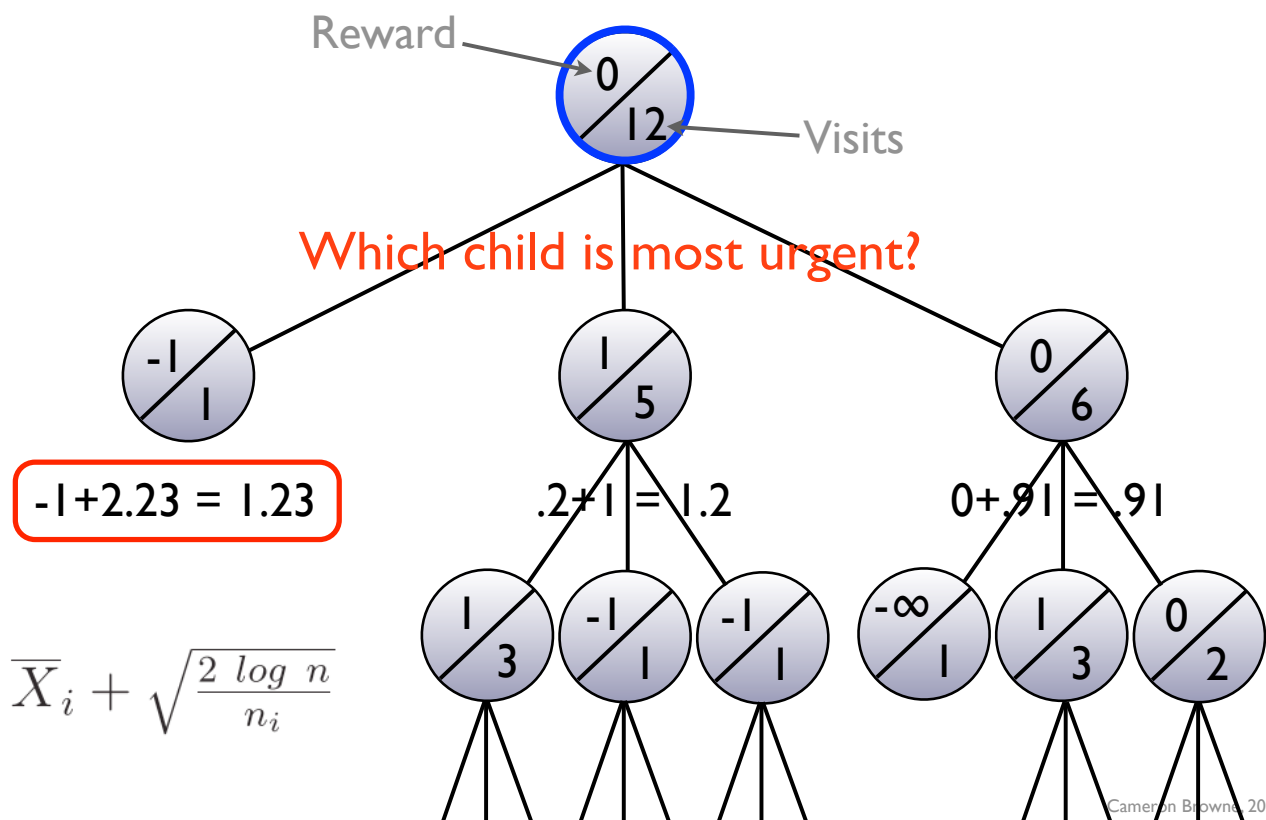 Reward
0
12
Visits
Which child is most urgent?
-1
1
1
5
0
6
-1+2.23 = 1.23
.2+1 = 1.2
0+.91 = .91
1
3
-1
1
-1
1
-∞
1
1
3
0
2
X̅ᵢ + √(2 log n / nᵢ)
Cameron Browne, 20